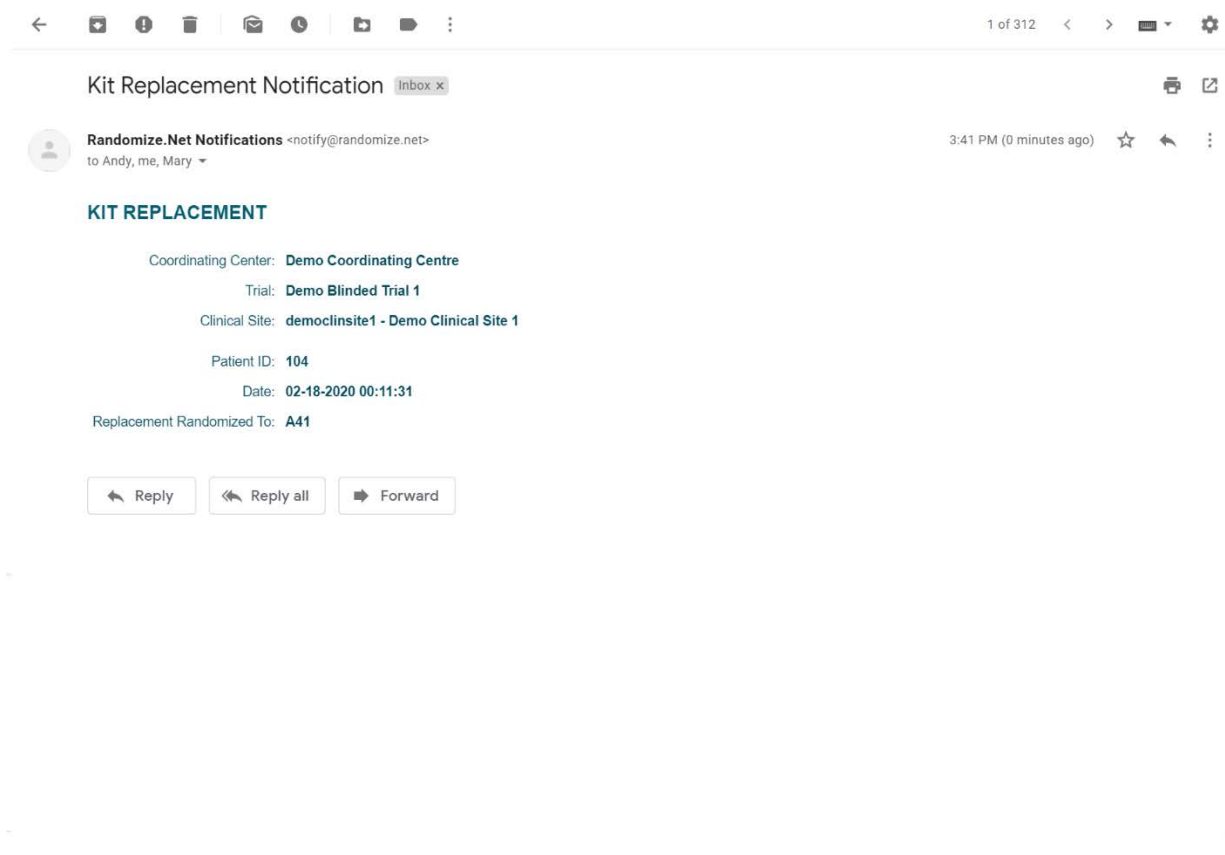 1 of 312
Kit Replacement Notification Inbox x
Randomize.Net Notifications <notify@randomize.net> 3:41 PM (0 minutes ago)
to Andy, me, Mary
KIT REPLACEMENT
Coordinating Center: Demo Coordinating Centre
Trial: Demo Blinded Trial 1
Clinical Site: democlinsite1 - Demo Clinical Site 1
Patient ID: 104
Date: 02-18-2020 00:11:31
Replacement Randomized To: A41
Reply Reply all Forward